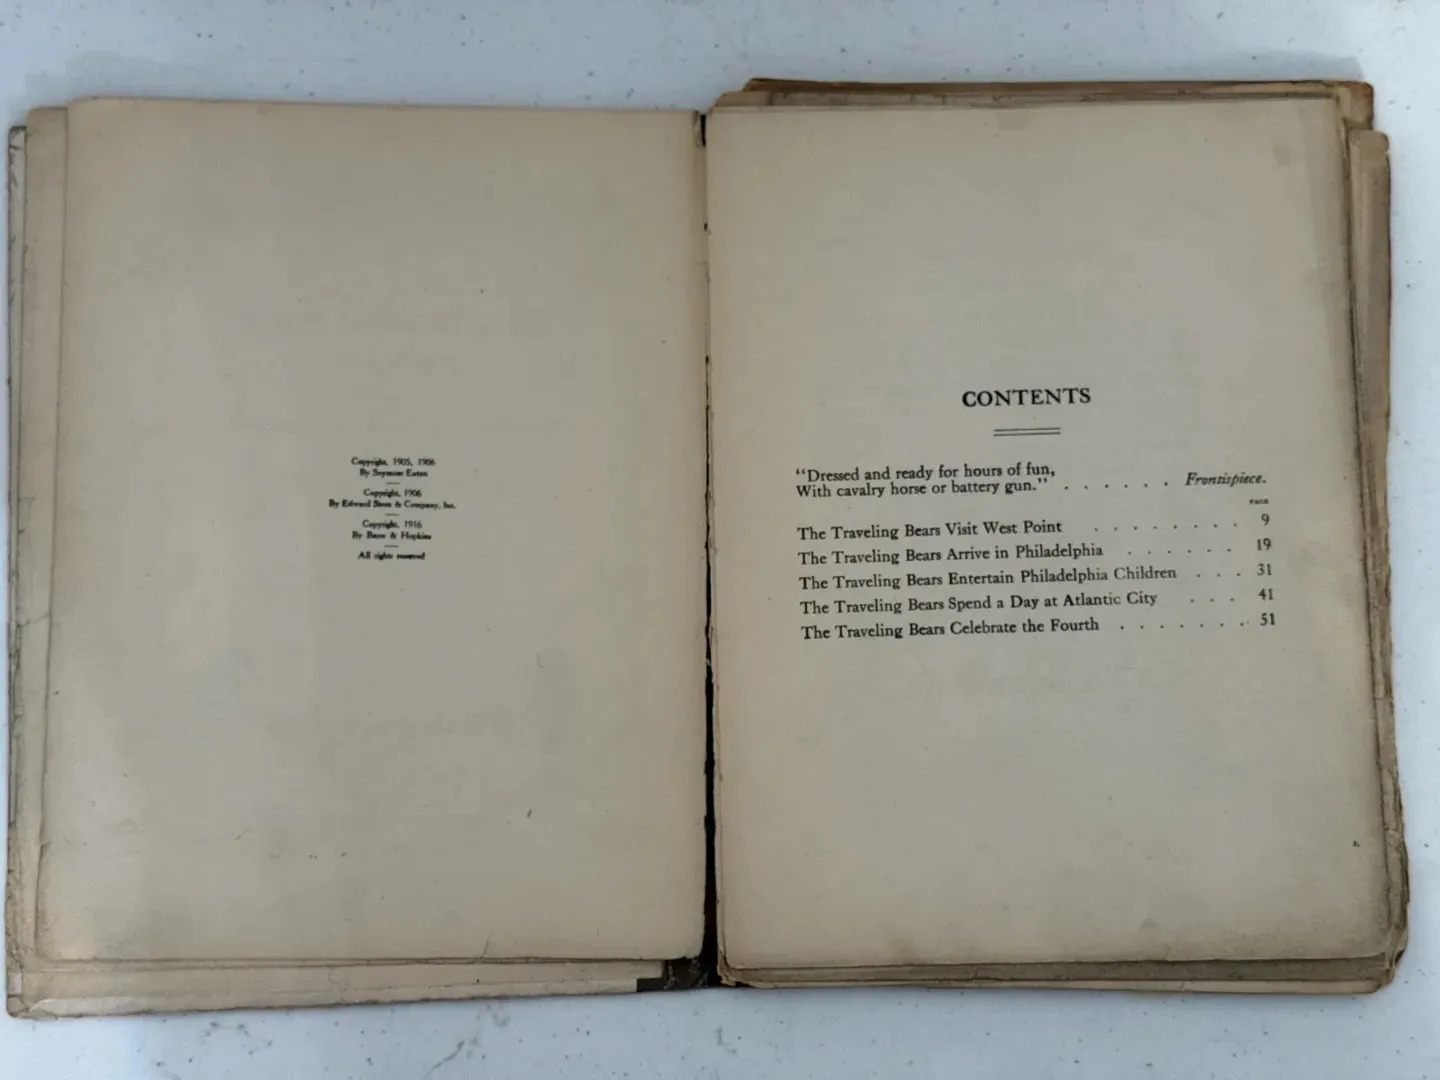 Copyright, 1905, 1906
By Seymour Eaton
Copyright, 1906
By Edward Stern & Company, Inc.
Copyright, 1916
By Barse & Hopkins
All rights reserved
CONTENTS
“Dressed and ready for hours of fun,
With cavalry horse or battery gun.” . . . . . . Frontispiece.
PAGE
The Traveling Bears Visit West Point . . . . . . . . 9
The Traveling Bears Arrive in Philadelphia . . . . . . 19
The Traveling Bears Entertain Philadelphia Children . . . 31
The Traveling Bears Spend a Day at Atlantic City . . . 41
The Traveling Bears Celebrate the Fourth . . . . . . . 51